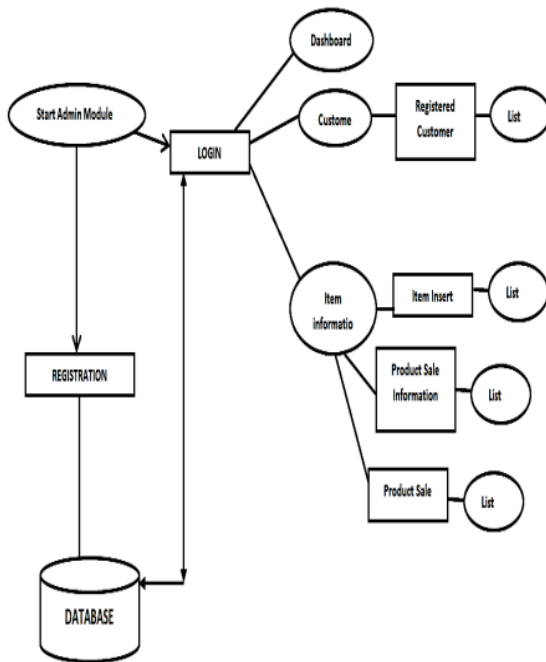 Dashboard
Start Admin Module
Custome
Registered
Customer
List
LOGIN
Item
informatio
Item Insert
List
REGISTRATION
Product Sale
Information
List
Product Sale
List
DATABASE